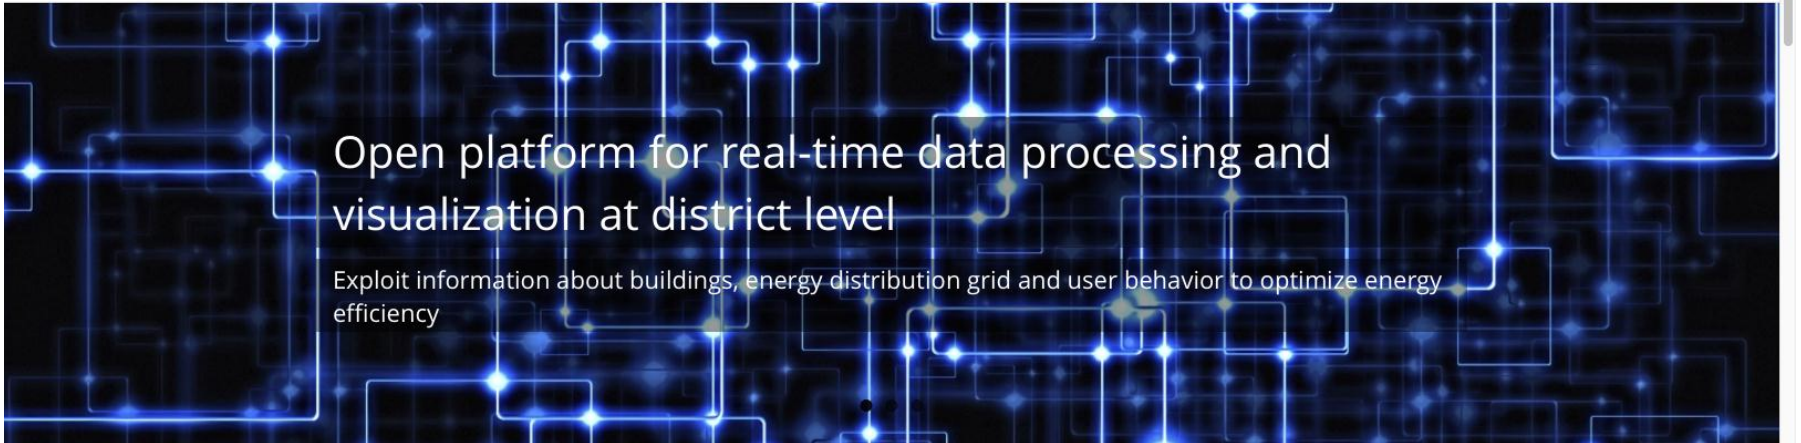 Open platform for real-time data processing and
visualization at district level
Exploit information about buildings, energy distribution grid and user behavior to optimize energy
efficiency